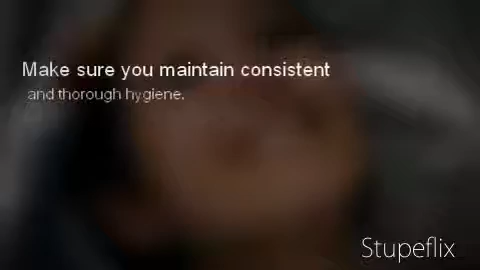 Make sure you maintain consistent
and thorough hygiene.
Stupeflix